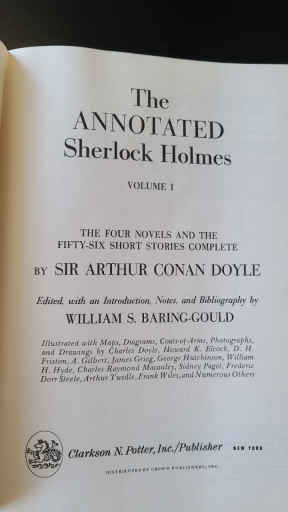 The
ANNOTATED
Sherlock Holmes
VOLUME I
THE FOUR NOVELS AND THE
FIFTY-SIX SHORT STORIES COMPLETE
BY SIR ARTHUR CONAN DOYLE
Edited, with an Introduction, Notes, and Bibliography by
WILLIAM S. BARING-GOULD
Illustrated with Maps, Diagrams, Coats-of-Arms, Photographs,
and Drawings by Charles Doyle, Howard K. Elcock, D. H.
Friston, A. Gilbert, James Greig, George Hutchinson, William
H. Hyde, Charles Raymond Macauley, Sidney Paget, Frederic
Dorr Steele, Arthur Twidle, Frank Wiles, and Numerous Others
Clarkson N. Potter, Inc./Publisher NEW YORK
DISTRIBUTED BY CROWN PUBLISHERS, INC.